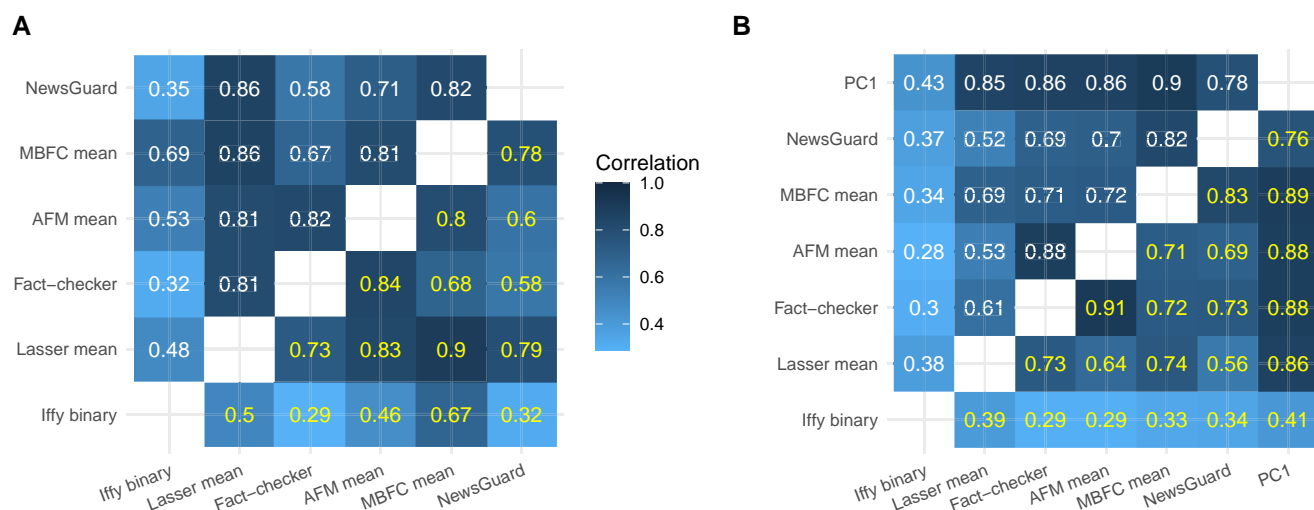 A
NewsGuard 0.35 0.86 0.58 0.71 0.82
MBFC mean 0.69 0.86 0.67 0.81 0.78
AFM mean 0.53 0.81 0.82 0.8 0.6
Fact−checker 0.32 0.81 0.84 0.68 0.58
Lasser mean 0.48 0.73 0.83 0.9 0.79
Iffy binary 0.5 0.29 0.46 0.67 0.32
Iffy binary Lasser mean Fact−checker AFM mean MBFC mean NewsGuard
Correlation
1.0
0.8
0.6
0.4
B
PC1 0.43 0.85 0.86 0.86 0.9 0.78
NewsGuard 0.37 0.52 0.69 0.7 0.82 0.76
MBFC mean 0.34 0.69 0.71 0.72 0.83 0.89
AFM mean 0.28 0.53 0.88 0.71 0.69 0.88
Fact−checker 0.3 0.61 0.91 0.72 0.73 0.88
Lasser mean 0.38 0.73 0.64 0.74 0.56 0.86
Iffy binary 0.39 0.29 0.29 0.33 0.34 0.41
Iffy binary Lasser mean Fact−checker AFM mean MBFC mean NewsGuard PC1